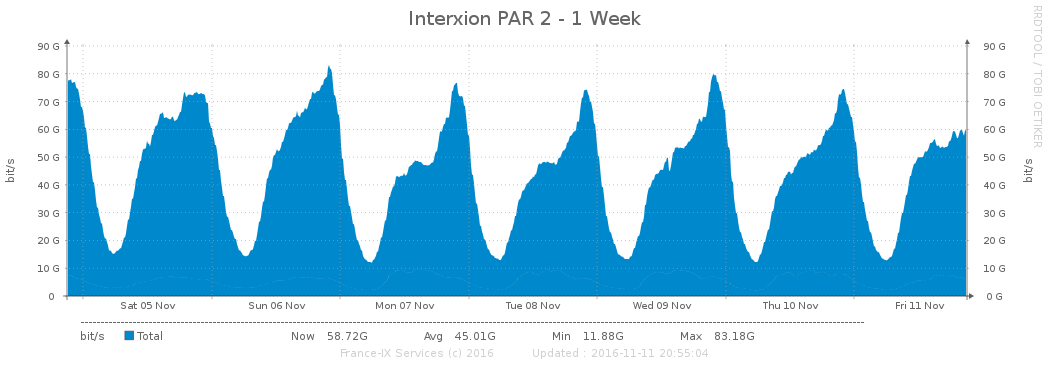 Interxion PAR 2 - 1 Week
RRDTOOL / TOBI OETIKER
90 G 90 G
80 G 80 G
70 G 70 G
60 G 60 G
50 G 50 G
40 G 40 G
30 G 30 G
20 G 20 G
10 G 10 G
0 0 G
bit/s bit/s
Sat 05 Nov Sun 06 Nov Mon 07 Nov Tue 08 Nov Wed 09 Nov Thu 10 Nov Fri 11 Nov
bit/s Total Now 58.72G Avg 45.01G Min 11.88G Max 83.18G
France-IX Services (c) 2016 Updated : 2016-11-11 20:55:04